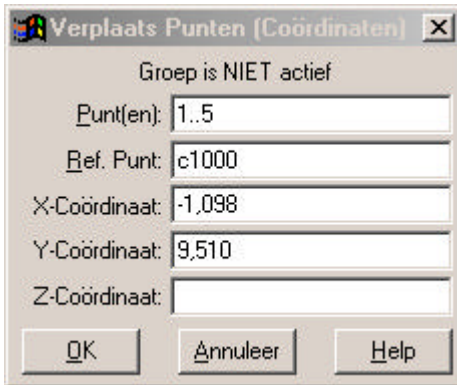 Verplaats Punten (Coördinaten)
Groep is NIET actief
Punt(en): 1..5
Ref. Punt: c1000
X-Coördinaat: -1,098
Y-Coördinaat: 9,510
Z-Coördinaat:
OK Annuleer Help